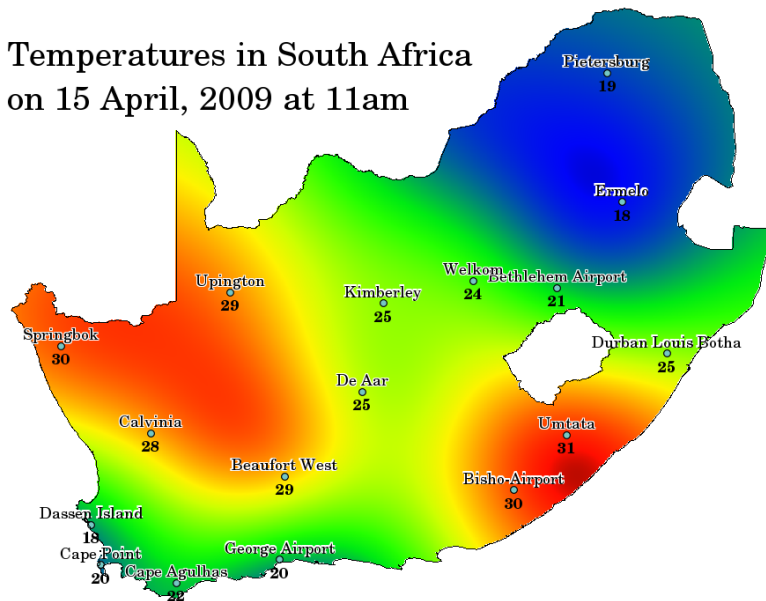 Temperatures in South Africa
on 15 April, 2009 at 11am
Pietersburg
19
Ermelo
18
Upington
29
Kimberley
25
Welkom
24
Bethlehem Airport
21
Springbok
30
Durban Louis Botha
25
De Aar
25
Calvinia
28
Umtata
31
Beaufort West
29
Bisho-Airport
30
Dassen Island
18
Cape Point
20
Cape Agulhas
22
George Airport
20